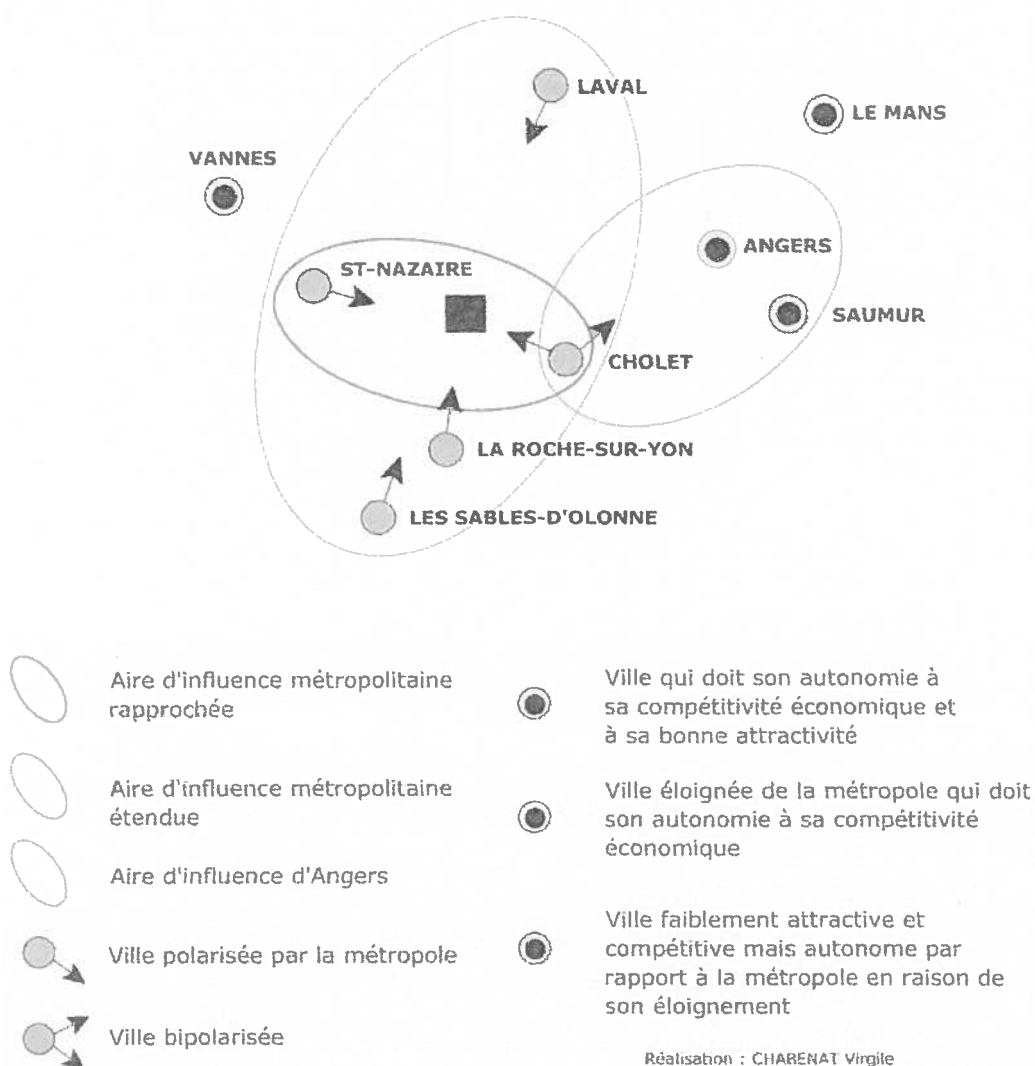 LAVAL
LE MANS
VANNES
ANGERS
ST-NAZAIRE
SAUMUR
CHOLET
LA ROCHE-SUR-YON
LES SABLES-D'OLONNE
Aire d'influence métropolitaine
rapprochée
Aire d'influence métropolitaine
étendue
Aire d'influence d'Angers
Ville polarisée par la métropole
Ville bipolarisée
Ville qui doit son autonomie à
sa compétitivité économique et
à sa bonne attractivité
Ville éloignée de la métropole qui doit
son autonomie à sa compétitivité
économique
Ville faiblement attractive et
compétitive mais autonome par
rapport à la métropole en raison de
son éloignement
Réalisation : CHABENAT Virgile